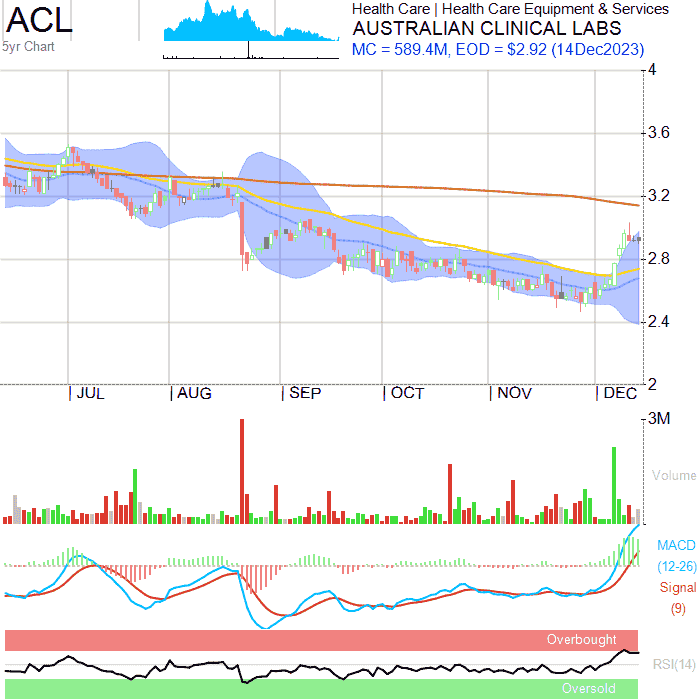 ACL
5yr Chart
Health Care | Health Care Equipment & Services
AUSTRALIAN CLINICAL LABS
MC = 589.4M, EOD = $2.92 (14Dec2023)
4
3.6
3.2
2.8
2.4
2
JUL
AUG
SEP
OCT
NOV
DEC
3M
Volume
MACD
(12-26)
Signal
(9)
Overbought
RSI(14)
Oversold